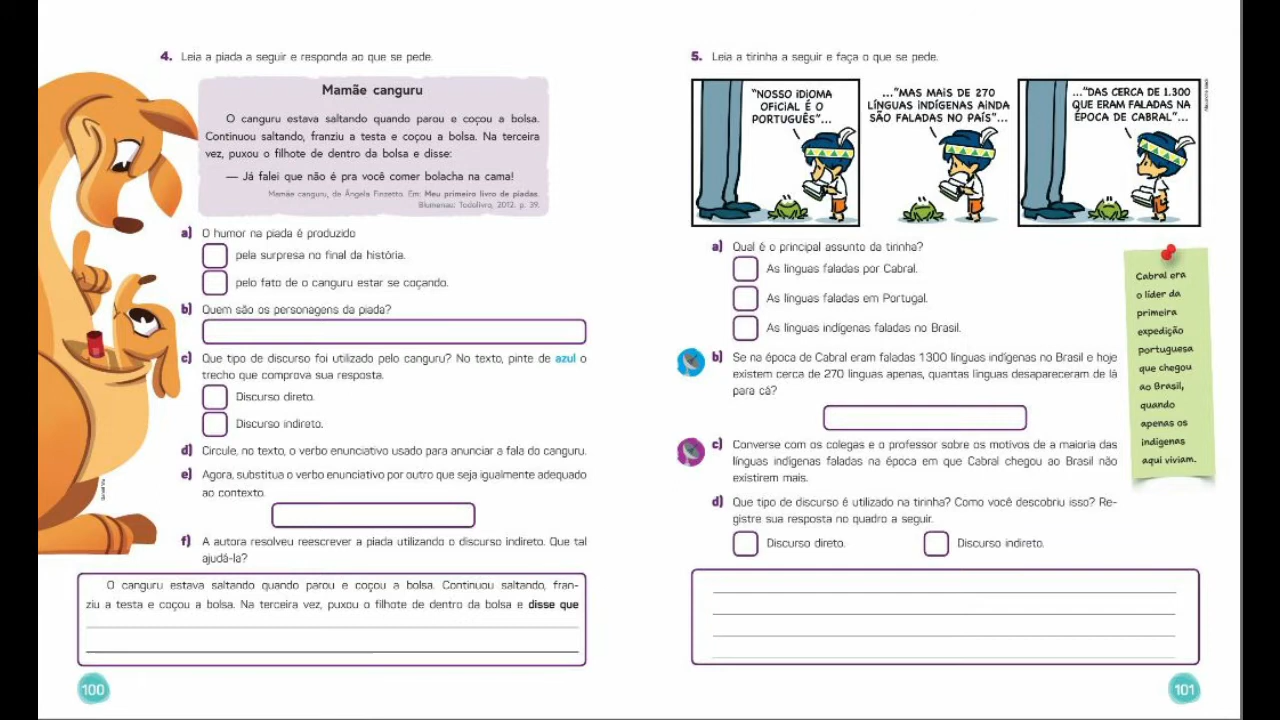 4. Leia a piada a seguir e responda ao que se pede.
Mamãe canguru
O canguru estava saltando quando parou e coçou a bolsa.
Continuou saltando, franziu a testa e coçou a bolsa. Na terceira
vez, puxou o filhote de dentro da bolsa e disse:
— Já falei que não é pra você comer bolacha na cama!
Mamãe canguru, de Ângela Finzetto. Em: Meu primeiro livro de piadas.
Blumenau: Todolivro, 2012. p. 39.
a) O humor na piada é produzido
pela surpresa no final da história.
pelo fato de o canguru estar se coçando.
b) Quem são os personagens da piada?
c) Que tipo de discurso foi utilizado pelo canguru? No texto, pinte de azul o
trecho que comprova sua resposta.
Discurso direto.
Discurso indireto.
d) Circule, no texto, o verbo enunciativo usado para anunciar a fala do canguru.
e) Agora, substitua o verbo enunciativo por outro que seja igualmente adequado
ao contexto.
f) A autora resolveu reescrever a piada utilizando o discurso indireto. Que tal
ajudá-la?
O canguru estava saltando quando parou e coçou a bolsa. Continuou saltando, fran-
ziu a testa e coçou a bolsa. Na terceira vez, puxou o filhote de dentro da bolsa e disse que
100
5. Leia a tirinha a seguir e faça o que se pede.
"NOSSO IDIOMA
OFICIAL É O
PORTUGUÊS"...
..."MAS MAIS DE 270
LÍNGUAS INDÍGENAS AINDA
SÃO FALADAS NO PAÍS"...
..."DAS CERCA DE 1.300
QUE ERAM FALADAS NA
ÉPOCA DE CABRAL"...
a) Qual é o principal assunto da tirinha?
As línguas faladas por Cabral.
As línguas faladas em Portugal.
As línguas indígenas faladas no Brasil.
b) Se na época de Cabral eram faladas 1300 línguas indígenas no Brasil e hoje
existem cerca de 270 línguas apenas, quantas línguas desapareceram de lá
para cá?
c) Converse com os colegas e o professor sobre os motivos de a maioria das
línguas indígenas faladas na época em que Cabral chegou ao Brasil não
existirem mais.
d) Que tipo de discurso é utilizado na tirinha? Como você descobriu isso? Re-
gistre sua resposta no quadro a seguir.
Discurso direto. Discurso indireto.
Cabral era
o líder da
primeira
expedição
portuguesa
que chegou
ao Brasil,
quando
apenas os
indígenas
aqui viviam.
101